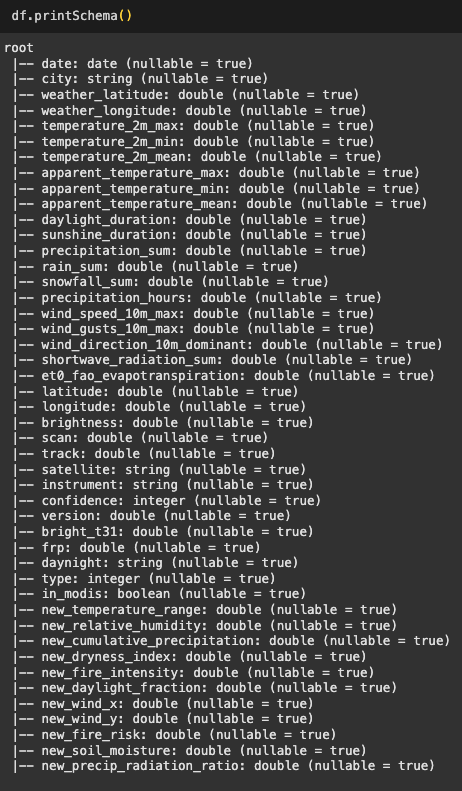 df.printSchema()
root
|-- date: date (nullable = true)
|-- city: string (nullable = true)
|-- weather_latitude: double (nullable = true)
|-- weather_longitude: double (nullable = true)
|-- temperature_2m_max: double (nullable = true)
|-- temperature_2m_min: double (nullable = true)
|-- temperature_2m_mean: double (nullable = true)
|-- apparent_temperature_max: double (nullable = true)
|-- apparent_temperature_min: double (nullable = true)
|-- apparent_temperature_mean: double (nullable = true)
|-- daylight_duration: double (nullable = true)
|-- sunshine_duration: double (nullable = true)
|-- precipitation_sum: double (nullable = true)
|-- rain_sum: double (nullable = true)
|-- snowfall_sum: double (nullable = true)
|-- precipitation_hours: double (nullable = true)
|-- wind_speed_10m_max: double (nullable = true)
|-- wind_gusts_10m_max: double (nullable = true)
|-- wind_direction_10m_dominant: double (nullable = true)
|-- shortwave_radiation_sum: double (nullable = true)
|-- et0_fao_evapotranspiration: double (nullable = true)
|-- latitude: double (nullable = true)
|-- longitude: double (nullable = true)
|-- brightness: double (nullable = true)
|-- scan: double (nullable = true)
|-- track: double (nullable = true)
|-- satellite: string (nullable = true)
|-- instrument: string (nullable = true)
|-- confidence: integer (nullable = true)
|-- version: double (nullable = true)
|-- bright_t31: double (nullable = true)
|-- frp: double (nullable = true)
|-- daynight: string (nullable = true)
|-- type: integer (nullable = true)
|-- in_modis: boolean (nullable = true)
|-- new_temperature_range: double (nullable = true)
|-- new_relative_humidity: double (nullable = true)
|-- new_cumulative_precipitation: double (nullable = true)
|-- new_dryness_index: double (nullable = true)
|-- new_fire_intensity: double (nullable = true)
|-- new_daylight_fraction: double (nullable = true)
|-- new_wind_x: double (nullable = true)
|-- new_wind_y: double (nullable = true)
|-- new_fire_risk: double (nullable = true)
|-- new_soil_moisture: double (nullable = true)
|-- new_precip_radiation_ratio: double (nullable = true)